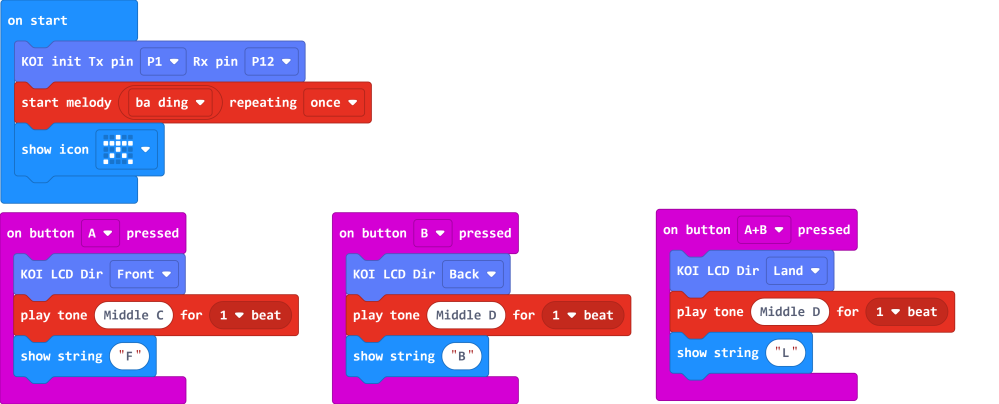 on start
KOI init Tx pin P1 Rx pin P12
start melody ba ding repeating once
show icon
on button A pressed
KOI LCD Dir Front
play tone Middle C for 1 beat
show string "F"
on button B pressed
KOI LCD Dir Back
play tone Middle D for 1 beat
show string "B"
on button A+B pressed
KOI LCD Dir Land
play tone Middle D for 1 beat
show string "L"